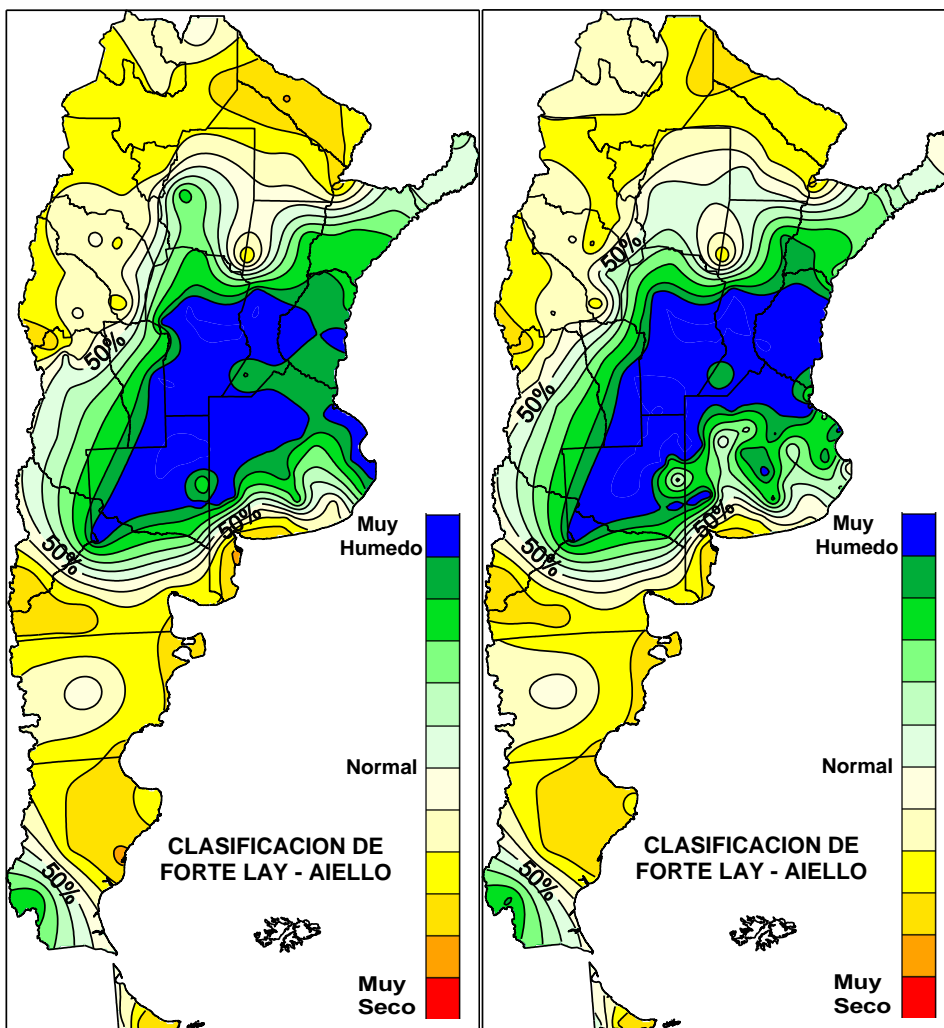 50%
50%
50%
50%
Muy
Humedo
Normal
CLASIFICACION DE
FORTE LAY - AIELLO
Muy
Seco
50%
50%
50%
50%
50%
Muy
Humedo
Normal
CLASIFICACION DE
FORTE LAY - AIELLO
Muy
Seco